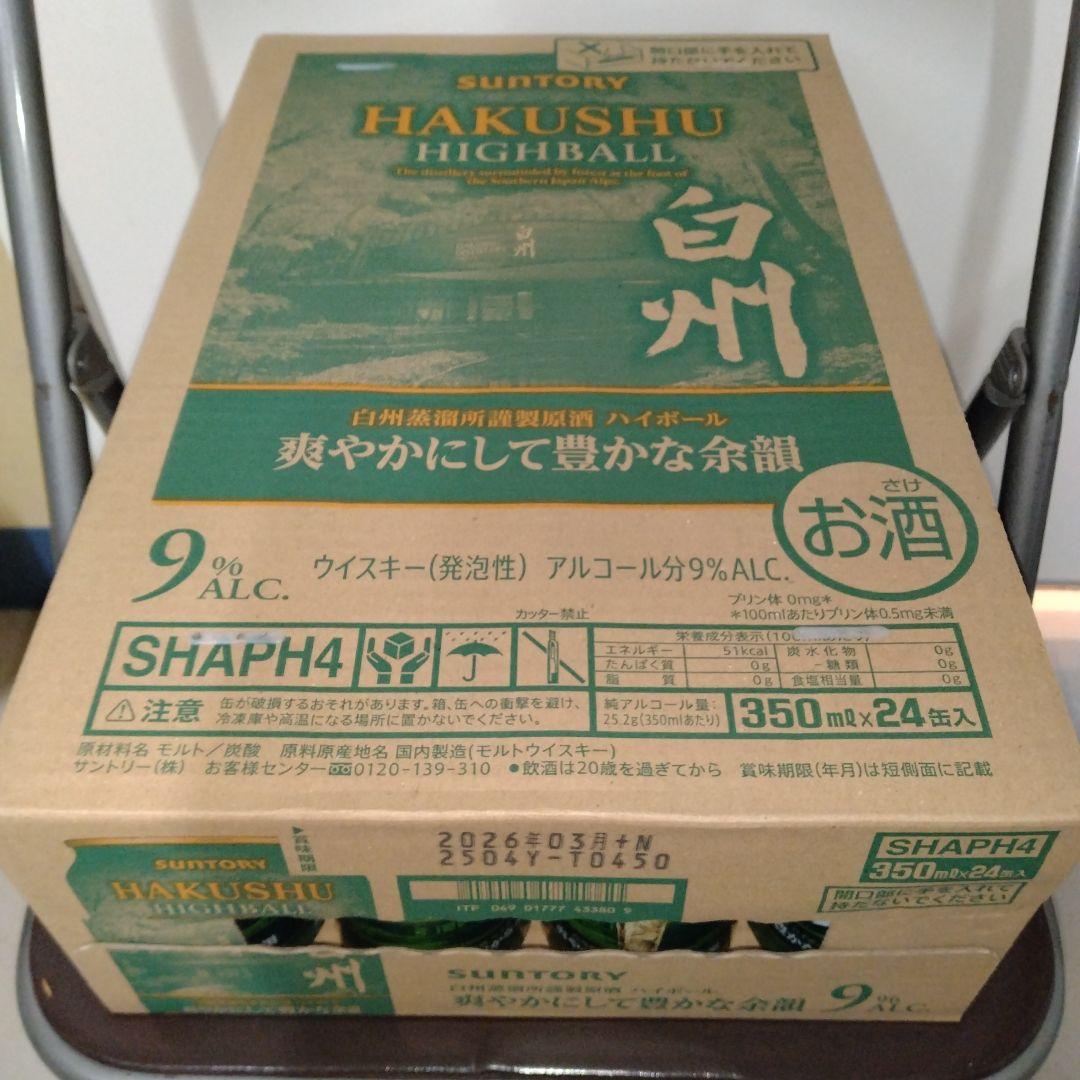 開口部に手を入れて
持たないでください
SUNTORY
HAKUSHU
HIGHBALL
The distillery surrounded by forest at the foot of
the Southern Japan Alps.
白州
白州
白州蒸溜所謹製原酒 ハイボール
爽やかにして豊かな余韻
さけ
お酒
9%
ALC.
ウイスキー(発泡性) アルコール分9%ALC.
プリン体 0mg*
*100mlあたりプリン体0.5mg未満
カッター禁止
SHAPH4
栄養成分表示
エネルギー 51kcal 炭水化物 0g
たんぱく質 0g -糖類 0g
脂質 0g 食塩相当量 0g
注意 缶が破損するおそれがあります。箱、缶への衝撃を避け、
冷凍庫や高温になる場所に置かないでください。
純アルコール量:
25.2g(350mlあたり)
350ml×24缶入
原材料名 モルト/炭酸 原料原産地名 国内製造(モルトウイスキー)
サントリー(株) お客様センター 0120-139-310 ●飲酒は20歳を過ぎてから 賞味期限(年月)は短側面に記載
賞味期限
2026年03月+N
2504Y-T0450
SHAPH4
350ml×24缶入
開口部に手を入れて
持たないでください
ITF 049 01777 43380 9
SUNTORY
HAKUSHU
HIGHBALL
州
SUNTORY
白州蒸溜所謹製原酒 ハイボール
爽やかにして豊かな余韻
9%
ALC.